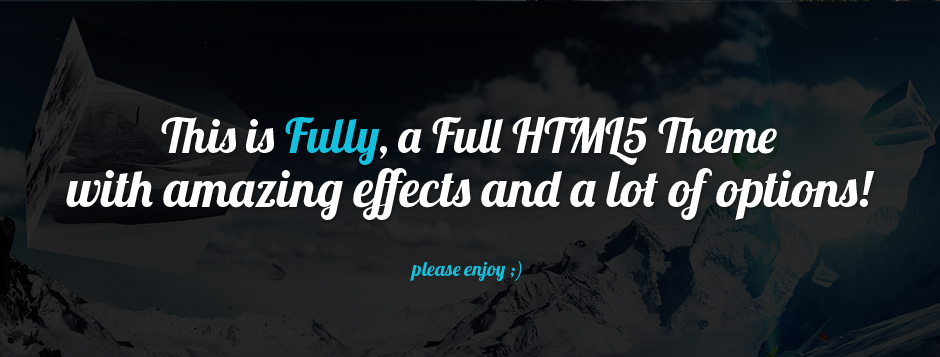 This is Fully, a Full HTML5 Theme
with amazing effects and a lot of options!
please enjoy ;)